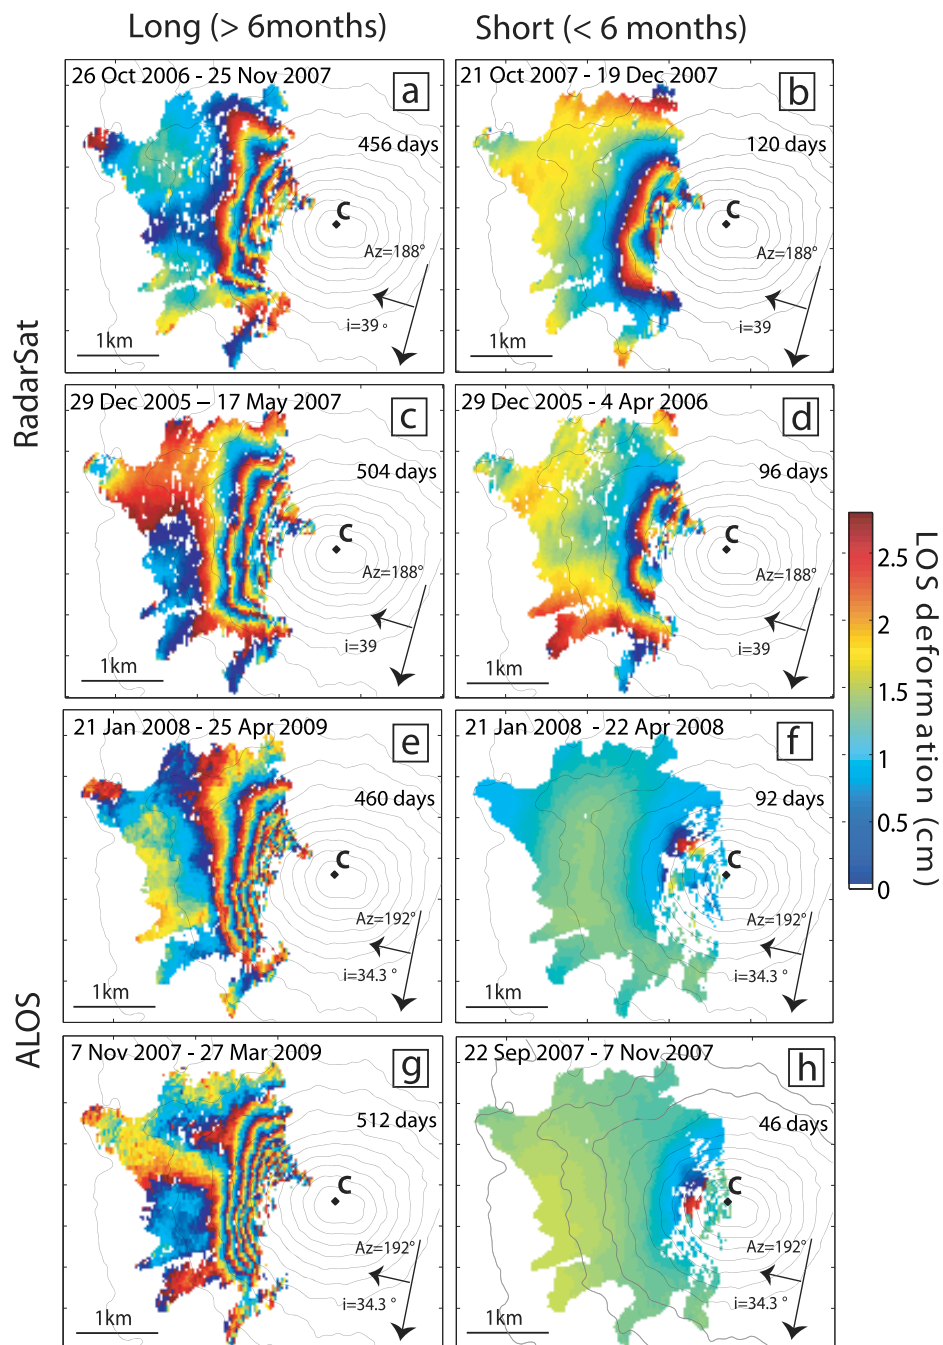 Long (> 6months)
Short (< 6 months)
RadarSat
26 Oct 2006 - 25 Nov 2007
a
456 days
C
Az=188°
i=39 °
1km
21 Oct 2007 - 19 Dec 2007
b
120 days
C
Az=188°
i=39
1km
29 Dec 2005 – 17 May 2007
c
504 days
C
Az=188°
i=39
1km
29 Dec 2005 - 4 Apr 2006
d
96 days
C
Az=188°
i=39
1km
ALOS
21 Jan 2008 - 25 Apr 2009
e
460 days
C
Az=192°
i=34.3 °
1km
21 Jan 2008 - 22 Apr 2008
f
92 days
C
Az=192°
i=34.3 °
1km
7 Nov 2007 - 27 Mar 2009
g
512 days
C
Az=192°
i=34.3 °
1km
22 Sep 2007 - 7 Nov 2007
h
46 days
C
Az=192°
i=34.3 °
1km
2.5
2
1.5
1
0.5
0
LOS deformation (cm)